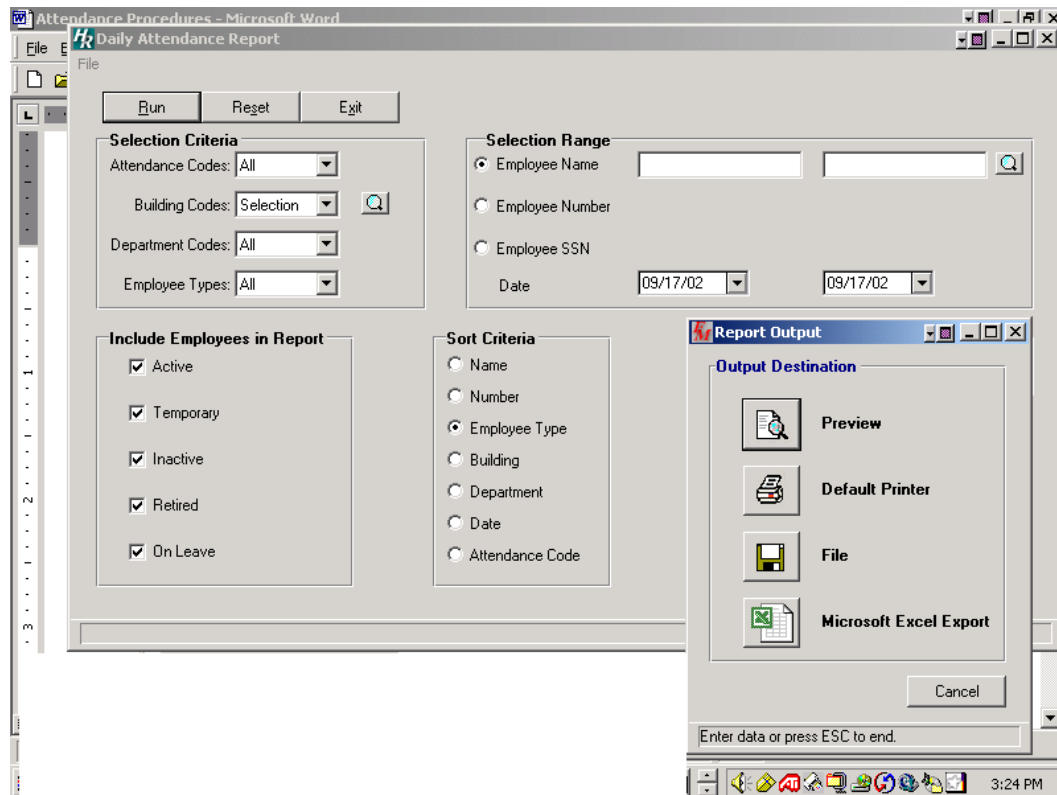 Attendance Procedures - Microsoft Word
HR Daily Attendance Report
File E
File
L
Run Reset Exit
Selection Criteria
Attendance Codes: All
Building Codes: Selection
Department Codes: All
Employee Types: All
Selection Range
Employee Name
Employee Number
Employee SSN
Date 09/17/02 09/17/02
Include Employees in Report
Active
Temporary
Inactive
Retired
On Leave
Sort Criteria
Name
Number
Employee Type
Building
Department
Date
Attendance Code
Report Output
Output Destination
Preview
Default Printer
File
Microsoft Excel Export
Cancel
Enter data or press ESC to end.
1
2
3
3:24 PM